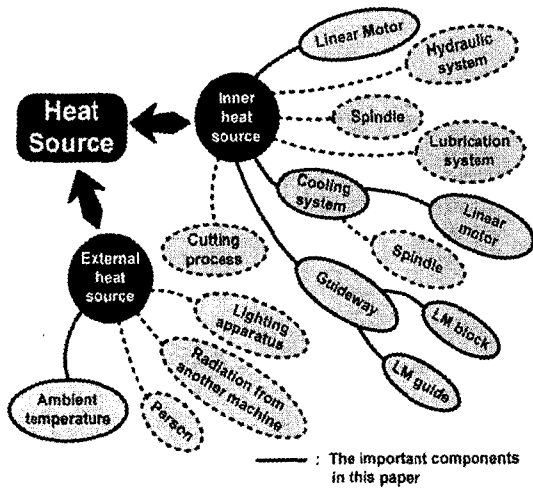 Heat
Source
Inner
heat
source
Linear Motor
Hydraulic
system
Spindle
Lubrication
system
Cooling
system
Linear
motor
Spindle
Cutting
process
Guideway
LM block
LM guide
External
heat
source
Lighting
apparatus
Radiation from
another machine
Person
Ambient
temperature
: The important components
in this paper